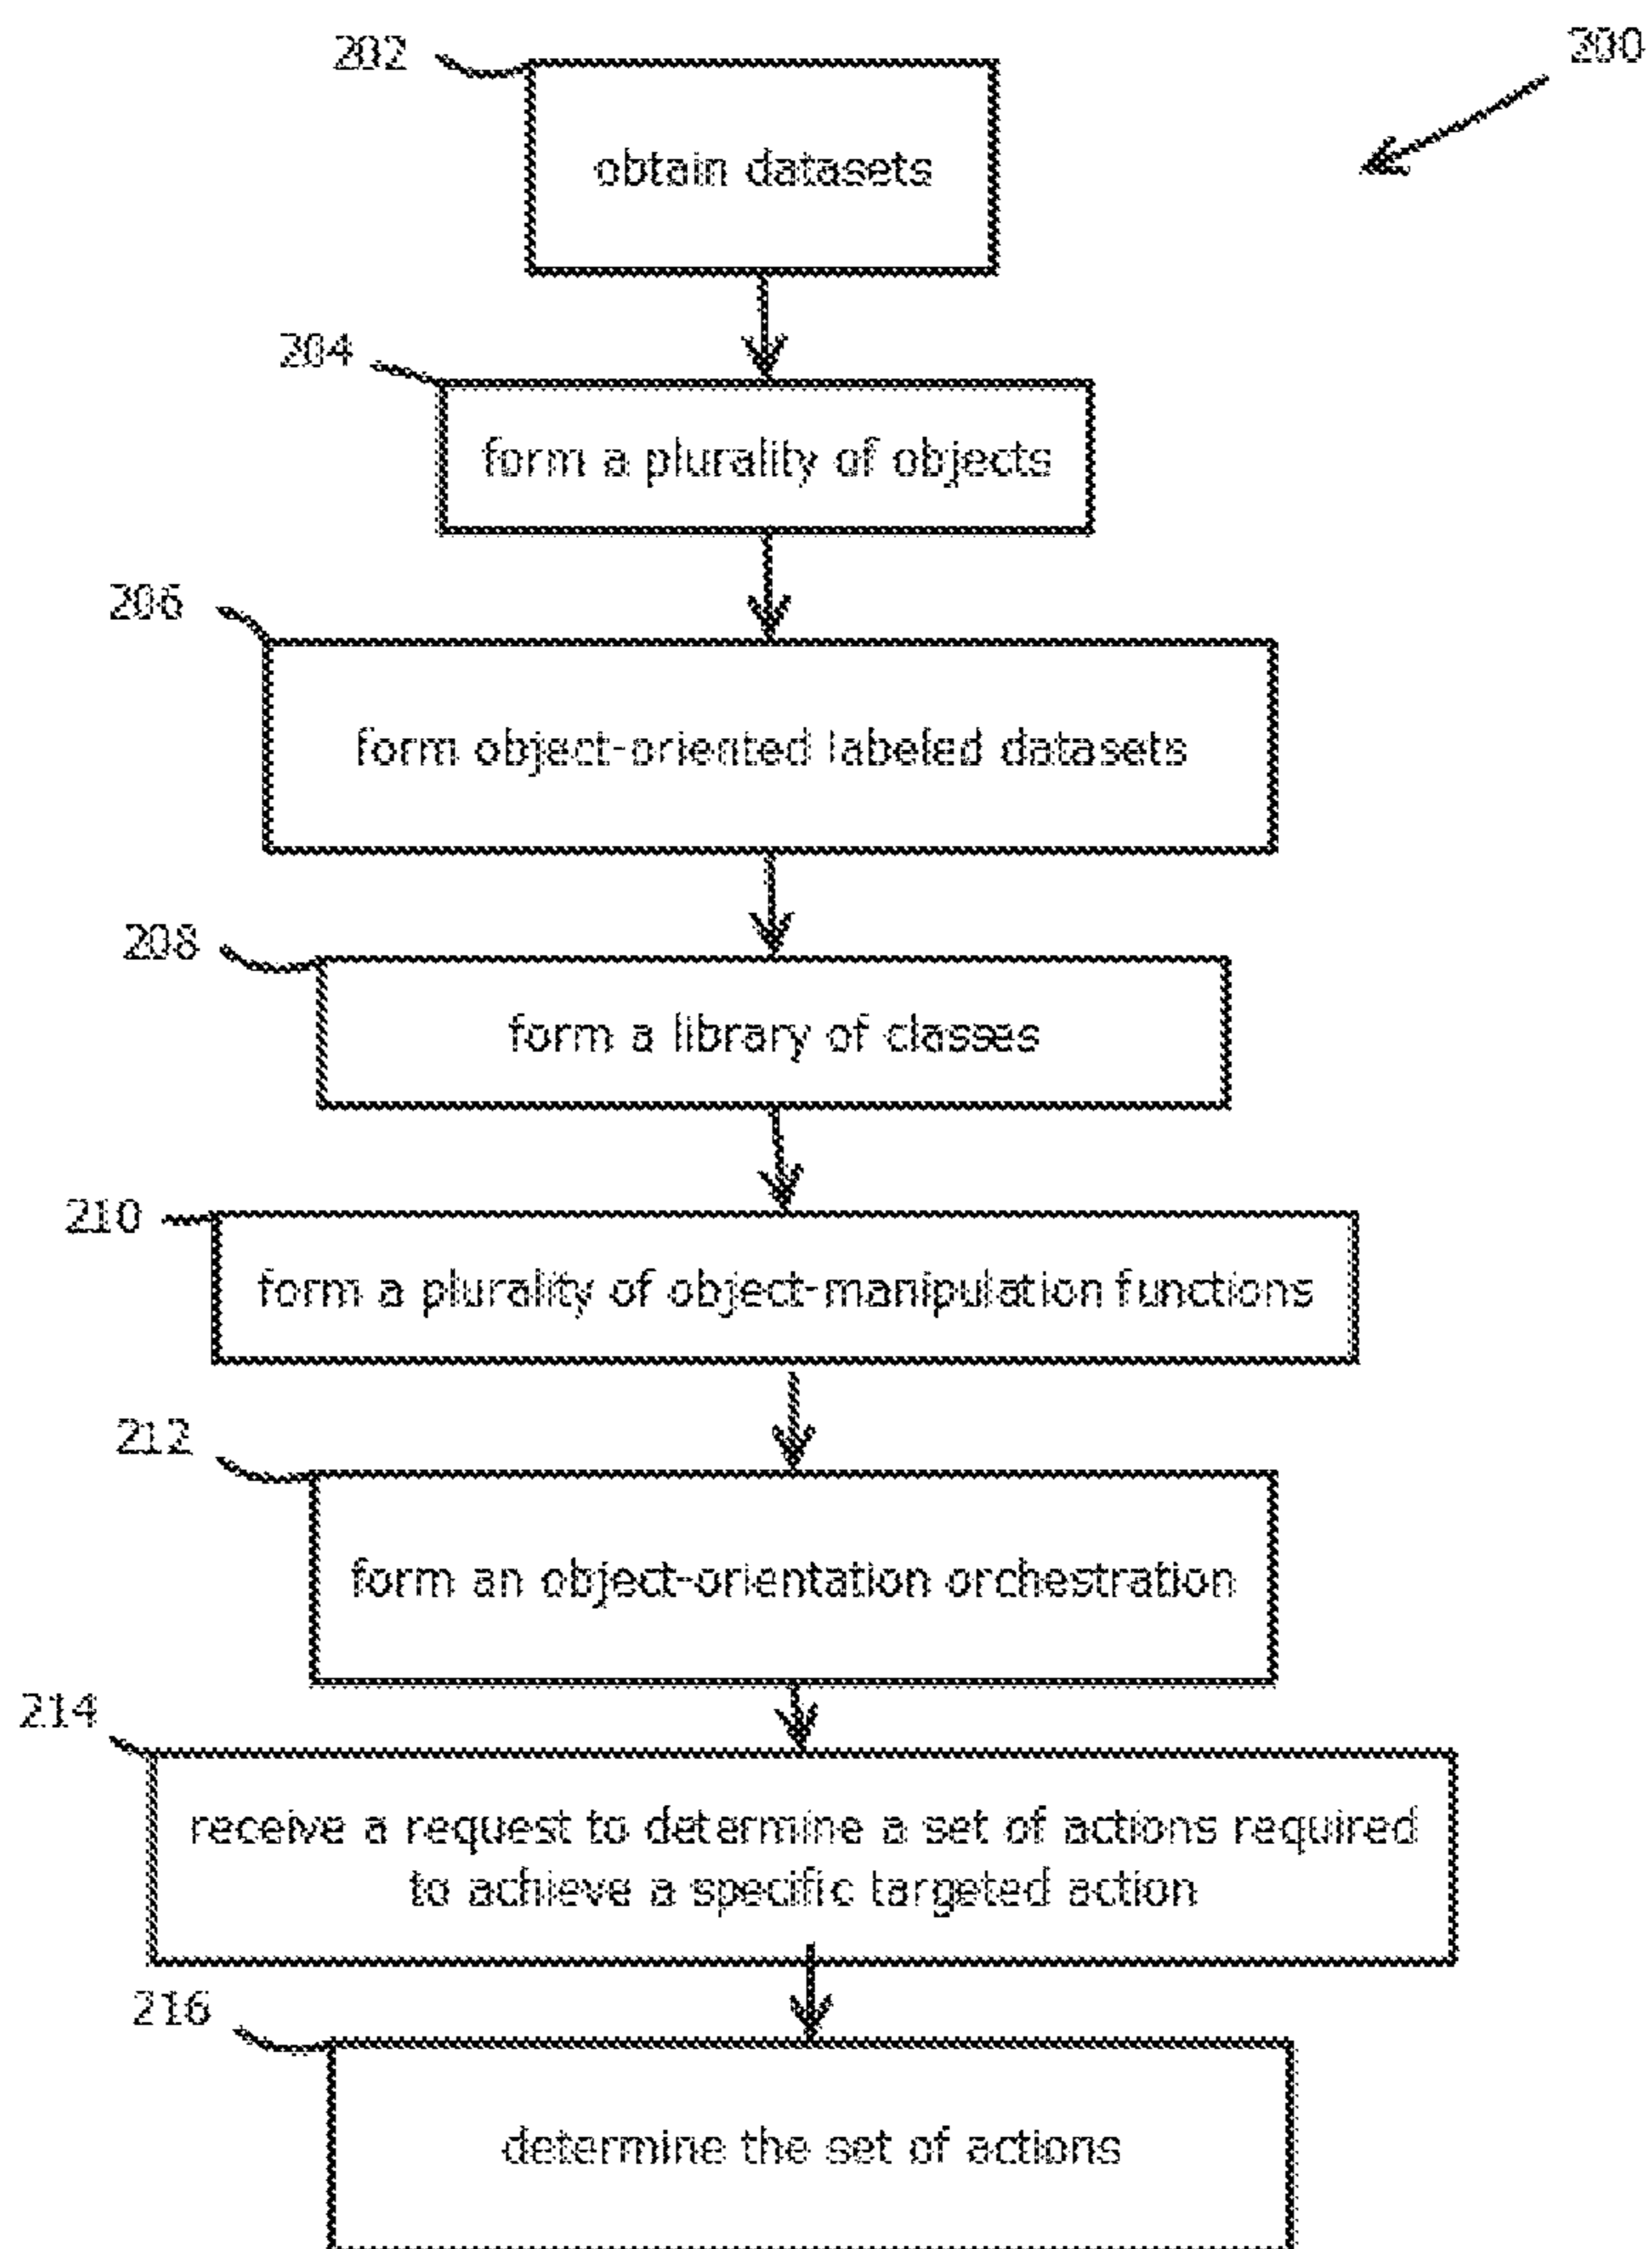 202
200
obtain datasets
204
form a plurality of objects
206
form object-oriented labeled datasets
208
form a library of classes
210
form a plurality of object-manipulation functions
212
form an object-orientation orchestration
214
receive a request to determine a set of actions required
to achieve a specific targeted action
216
determine the set of actions